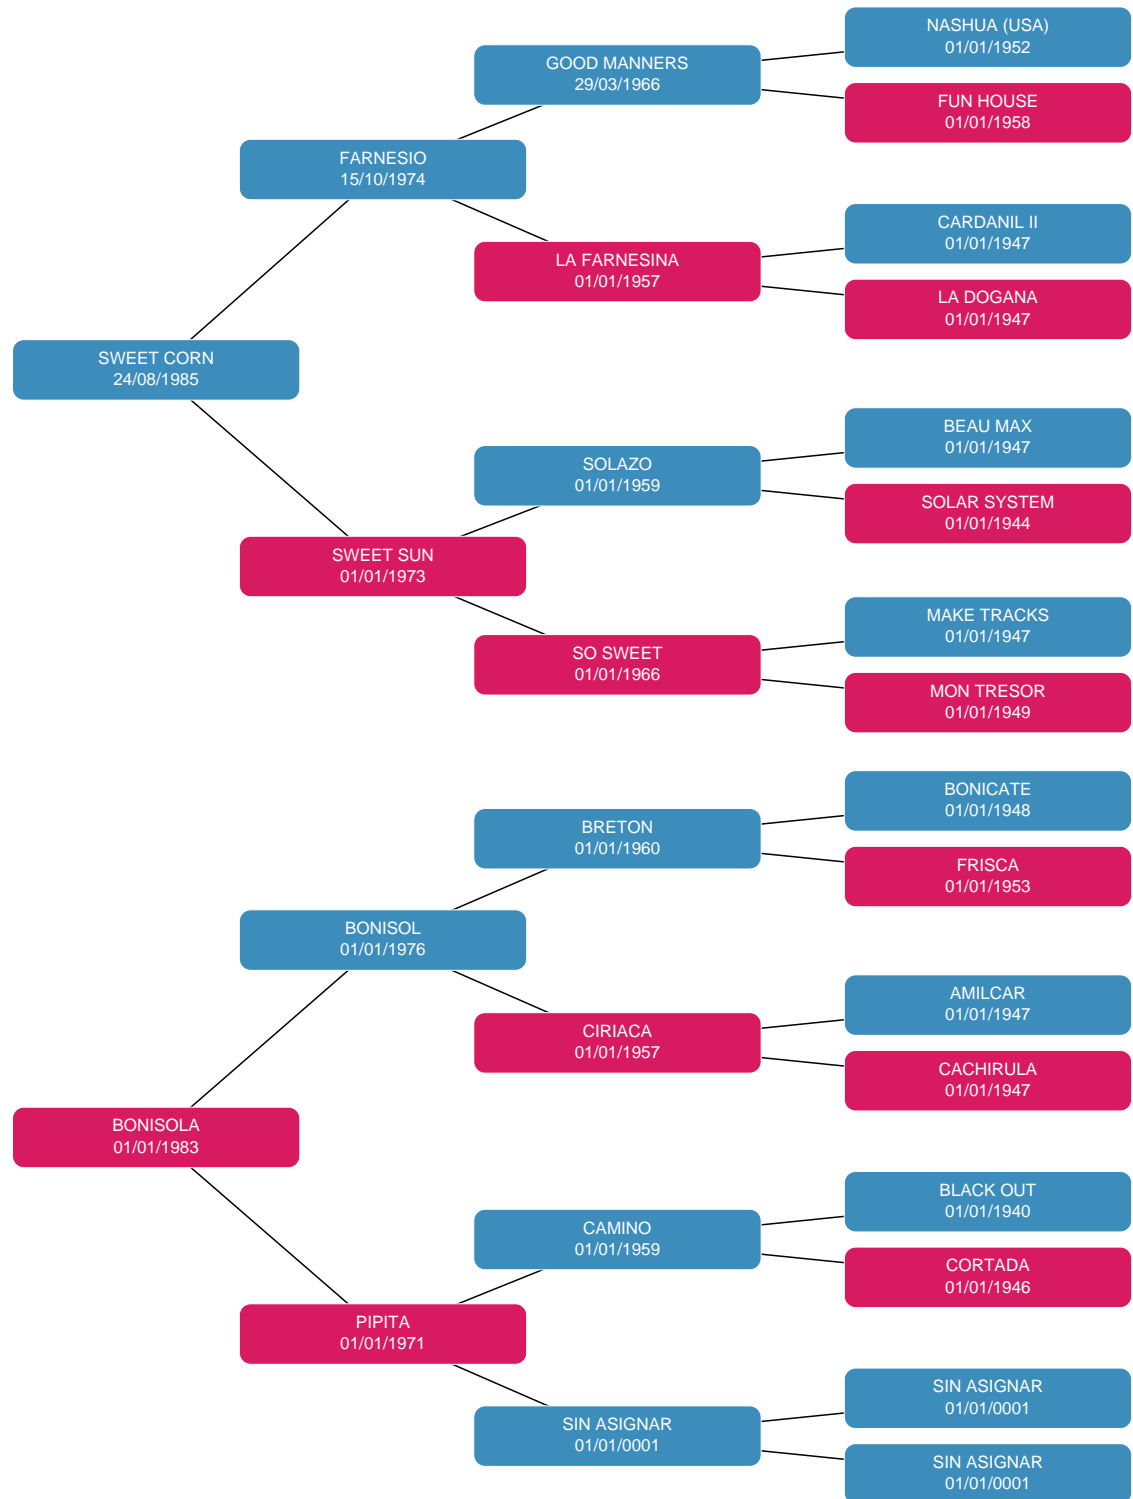 NASHUA (USA)
01/01/1952
GOOD MANNERS
29/03/1966
FUN HOUSE
01/01/1958
FARNESIO
15/10/1974
CARDANIL II
01/01/1947
LA FARNESINA
01/01/1957
LA DOGANA
01/01/1947
SWEET CORN
24/08/1985
BEAU MAX
01/01/1947
SOLAZO
01/01/1959
SOLAR SYSTEM
01/01/1944
SWEET SUN
01/01/1973
MAKE TRACKS
01/01/1947
SO SWEET
01/01/1966
MON TRESOR
01/01/1949
BONICATE
01/01/1948
BRETON
01/01/1960
FRISCA
01/01/1953
BONISOL
01/01/1976
AMILCAR
01/01/1947
CIRIACA
01/01/1957
CACHIRULA
01/01/1947
BONISOLA
01/01/1983
BLACK OUT
01/01/1940
CAMINO
01/01/1959
CORTADA
01/01/1946
PIPITA
01/01/1971
SIN ASIGNAR
01/01/0001
SIN ASIGNAR
01/01/0001
SIN ASIGNAR
01/01/0001